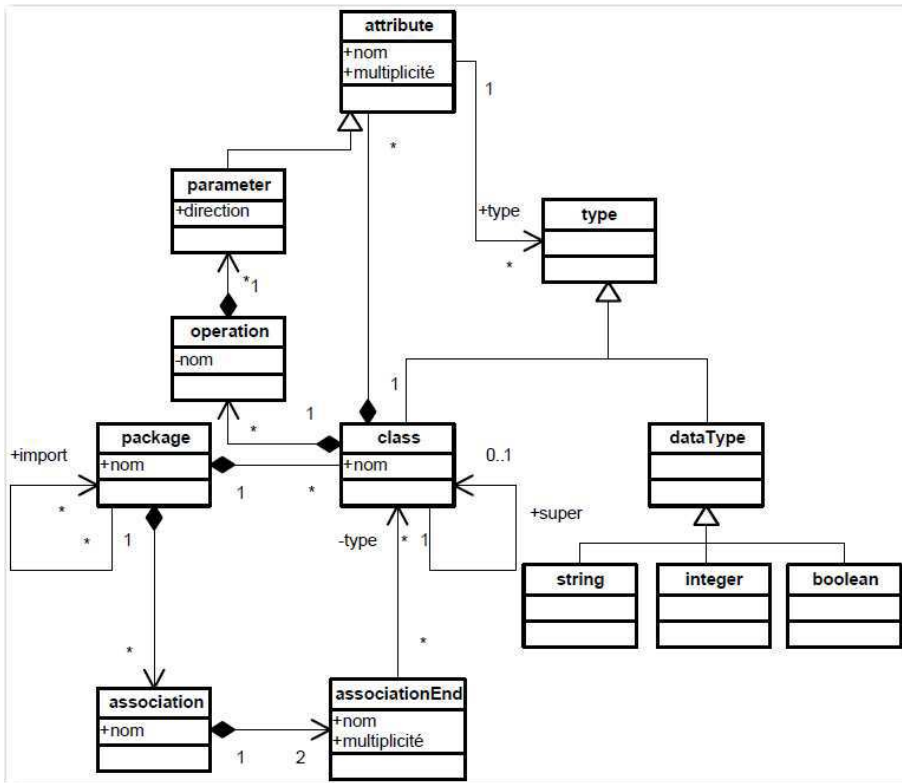 attribute
+nom
+multiplicité
1
*
parameter
+direction
+type
*
type
*
1
operation
-nom
1
*
1
package
+nom
class
+nom
dataType
+import
1
*
0..1
*
*
1
-type
*
1
+super
string
integer
boolean
*
*
association
+nom
1
2
associationEnd
+nom
+multiplicité